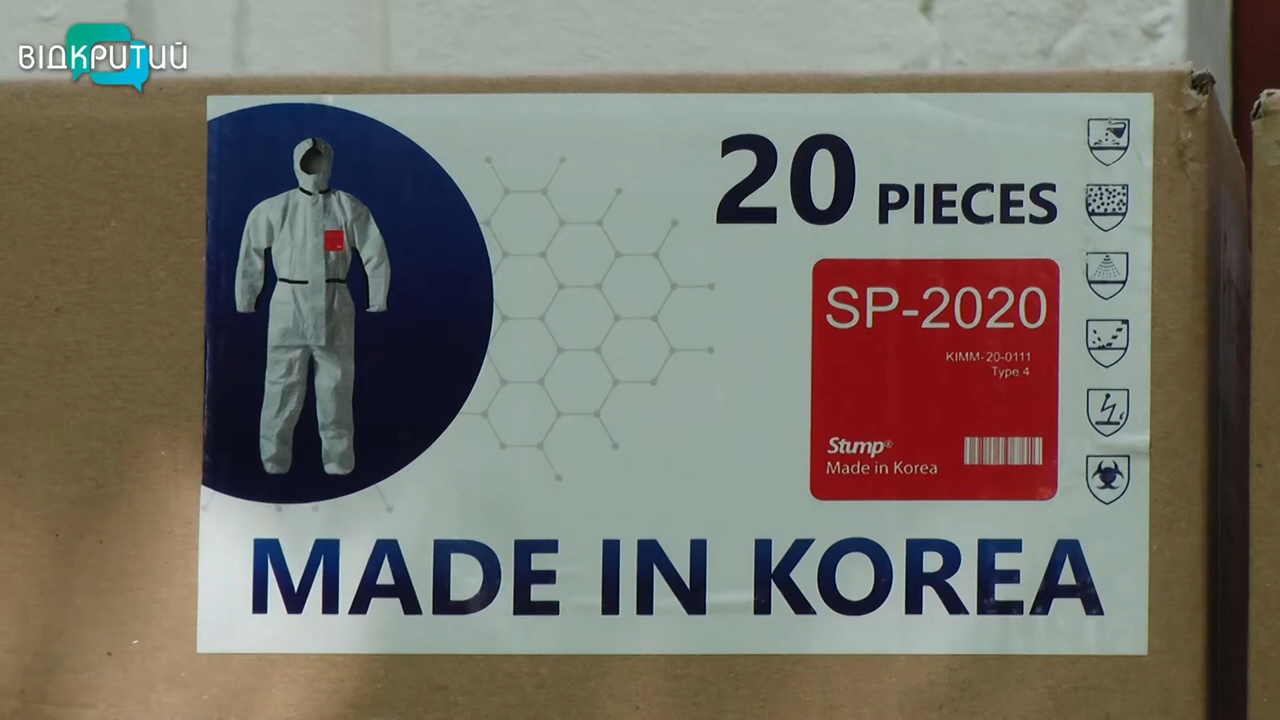 ВІДКРИТИЙ
20 PIECES
SP-2020
KIMM-20-0111
Type 4
Stump®
Made in Korea
MADE IN KOREA